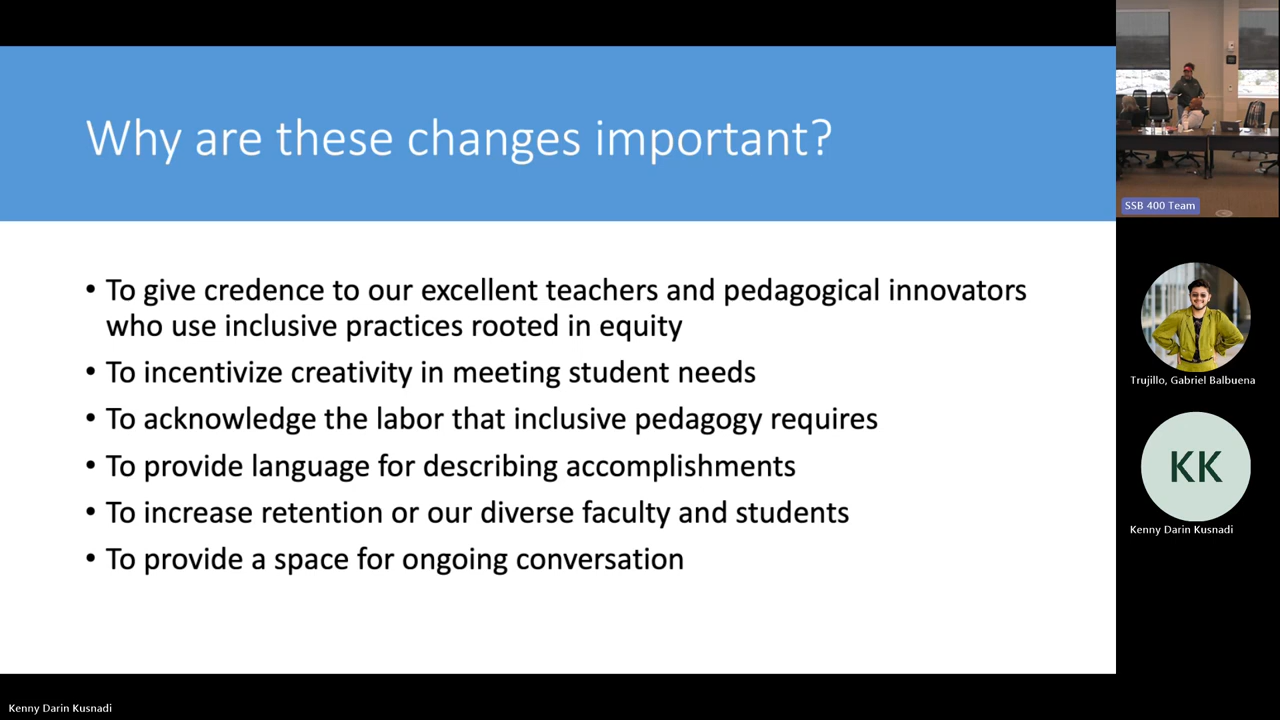 Why are these changes important?
• To give credence to our excellent teachers and pedagogical innovators
who use inclusive practices rooted in equity
• To incentivize creativity in meeting student needs
• To acknowledge the labor that inclusive pedagogy requires
• To provide language for describing accomplishments
• To increase retention or our diverse faculty and students
• To provide a space for ongoing conversation
SSB 400 Team
Trujillo, Gabriel Balbuena
KK
Kenny Darin Kusnadi
Kenny Darin Kusnadi